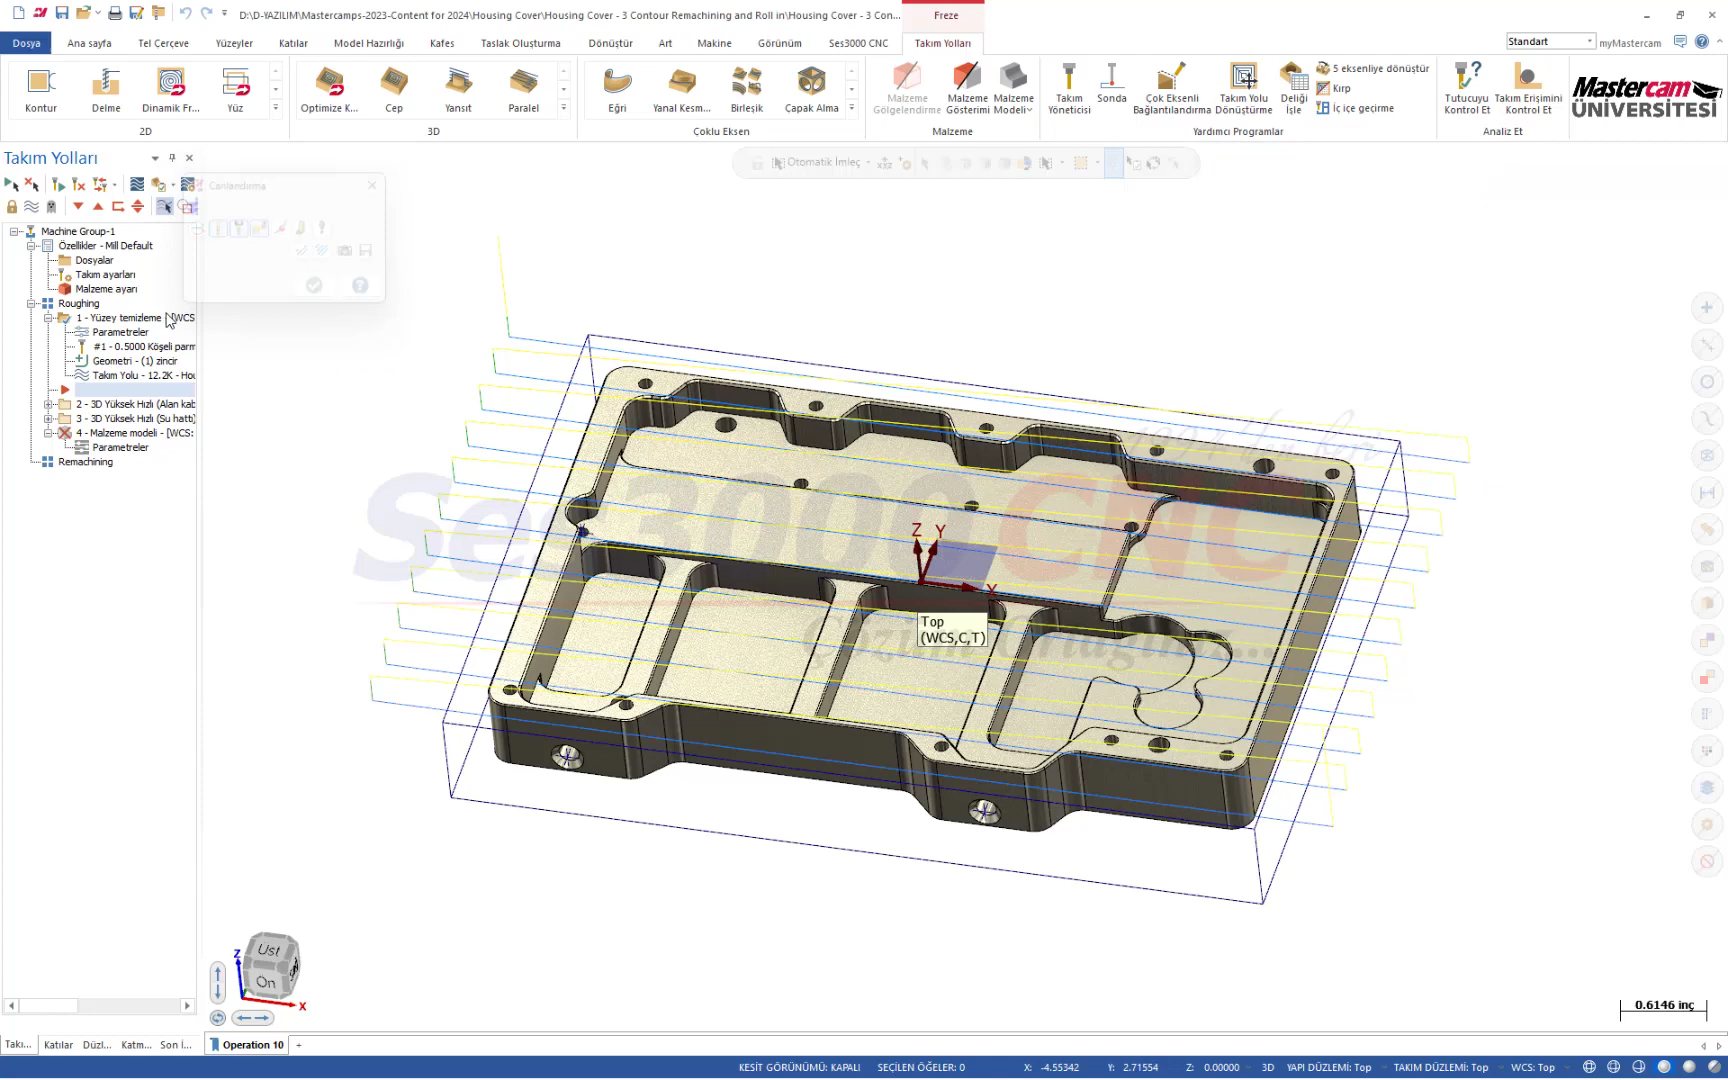 D:\D-YAZILIM\Mastercamps-2023-Content for 2024\Housing Cover\Housing Cover - 3 Contour Remachining and Roll in\Housing Cover - 3 Con...
Freze
Dosya
Ana sayfa
Tel Çerçeve
Yüzeyler
Katılar
Model Hazırlığı
Kafes
Taslak Oluşturma
Dönüştür
Art
Makine
Görünüm
Ses3000 CNC
Takım Yolları
Standart
myMastercam
Kontur
Delme
Dinamik Fr...
Yüz
Optimize K...
Cep
Yansıt
Paralel
Eğri
Yanal Kesm...
Birleşik
Çapak Alma
Malzeme Gölgelendirme
Malzeme Gösterimi
Malzeme Modeli
Takım Yöneticisi
Sonda
Çok Eksenli Bağlantılandırma
Takım Yolu Dönüştürme
Deliği İşle
5 eksenliye dönüştür
Kırp
İç içe geçirme
Tutucuyu Kontrol Et
Takım Erişimini Kontrol Et
Mastercam
ÜNİVERSİTESİ
2D
3D
Çoklu Eksen
Malzeme
Yardımcı Programlar
Analiz Et
Takım Yolları
Otomatik İmleç
Canlandırma
Machine Group-1
Özellikler - Mill Default
Dosyalar
Takım ayarları
Malzeme ayarı
Roughing
1 - Yüzey temizleme - [WCS
Parametreler
#1 - 0.5000 Köşeli parm
Geometri - (1) zincir
Takım Yolu - 12.2K - Hou
2 - 3D Yüksek Hızlı (Alan kab
3 - 3D Yüksek Hızlı (Su hattı)
4 - Malzeme modeli - [WCS:
Parametreler
Remachining
Ses3000CNC
Çözüm Ortağınız...
Z
Y
X
Top
(WCS,C,T)
Z
Üst
Ön
X
0.6146 inç
Takı...
Katılar
Düzl...
Katm...
Son i...
Operation 10
+
KESİT GÖRÜNÜMÜ: KAPALI
SEÇİLEN ÖĞELER: 0
X: -4.55342
Y: 2.71554
Z: 0.00000
3D
YAPI DÜZLEMİ: Top
TAKIM DÜZLEMİ: Top
WCS: Top